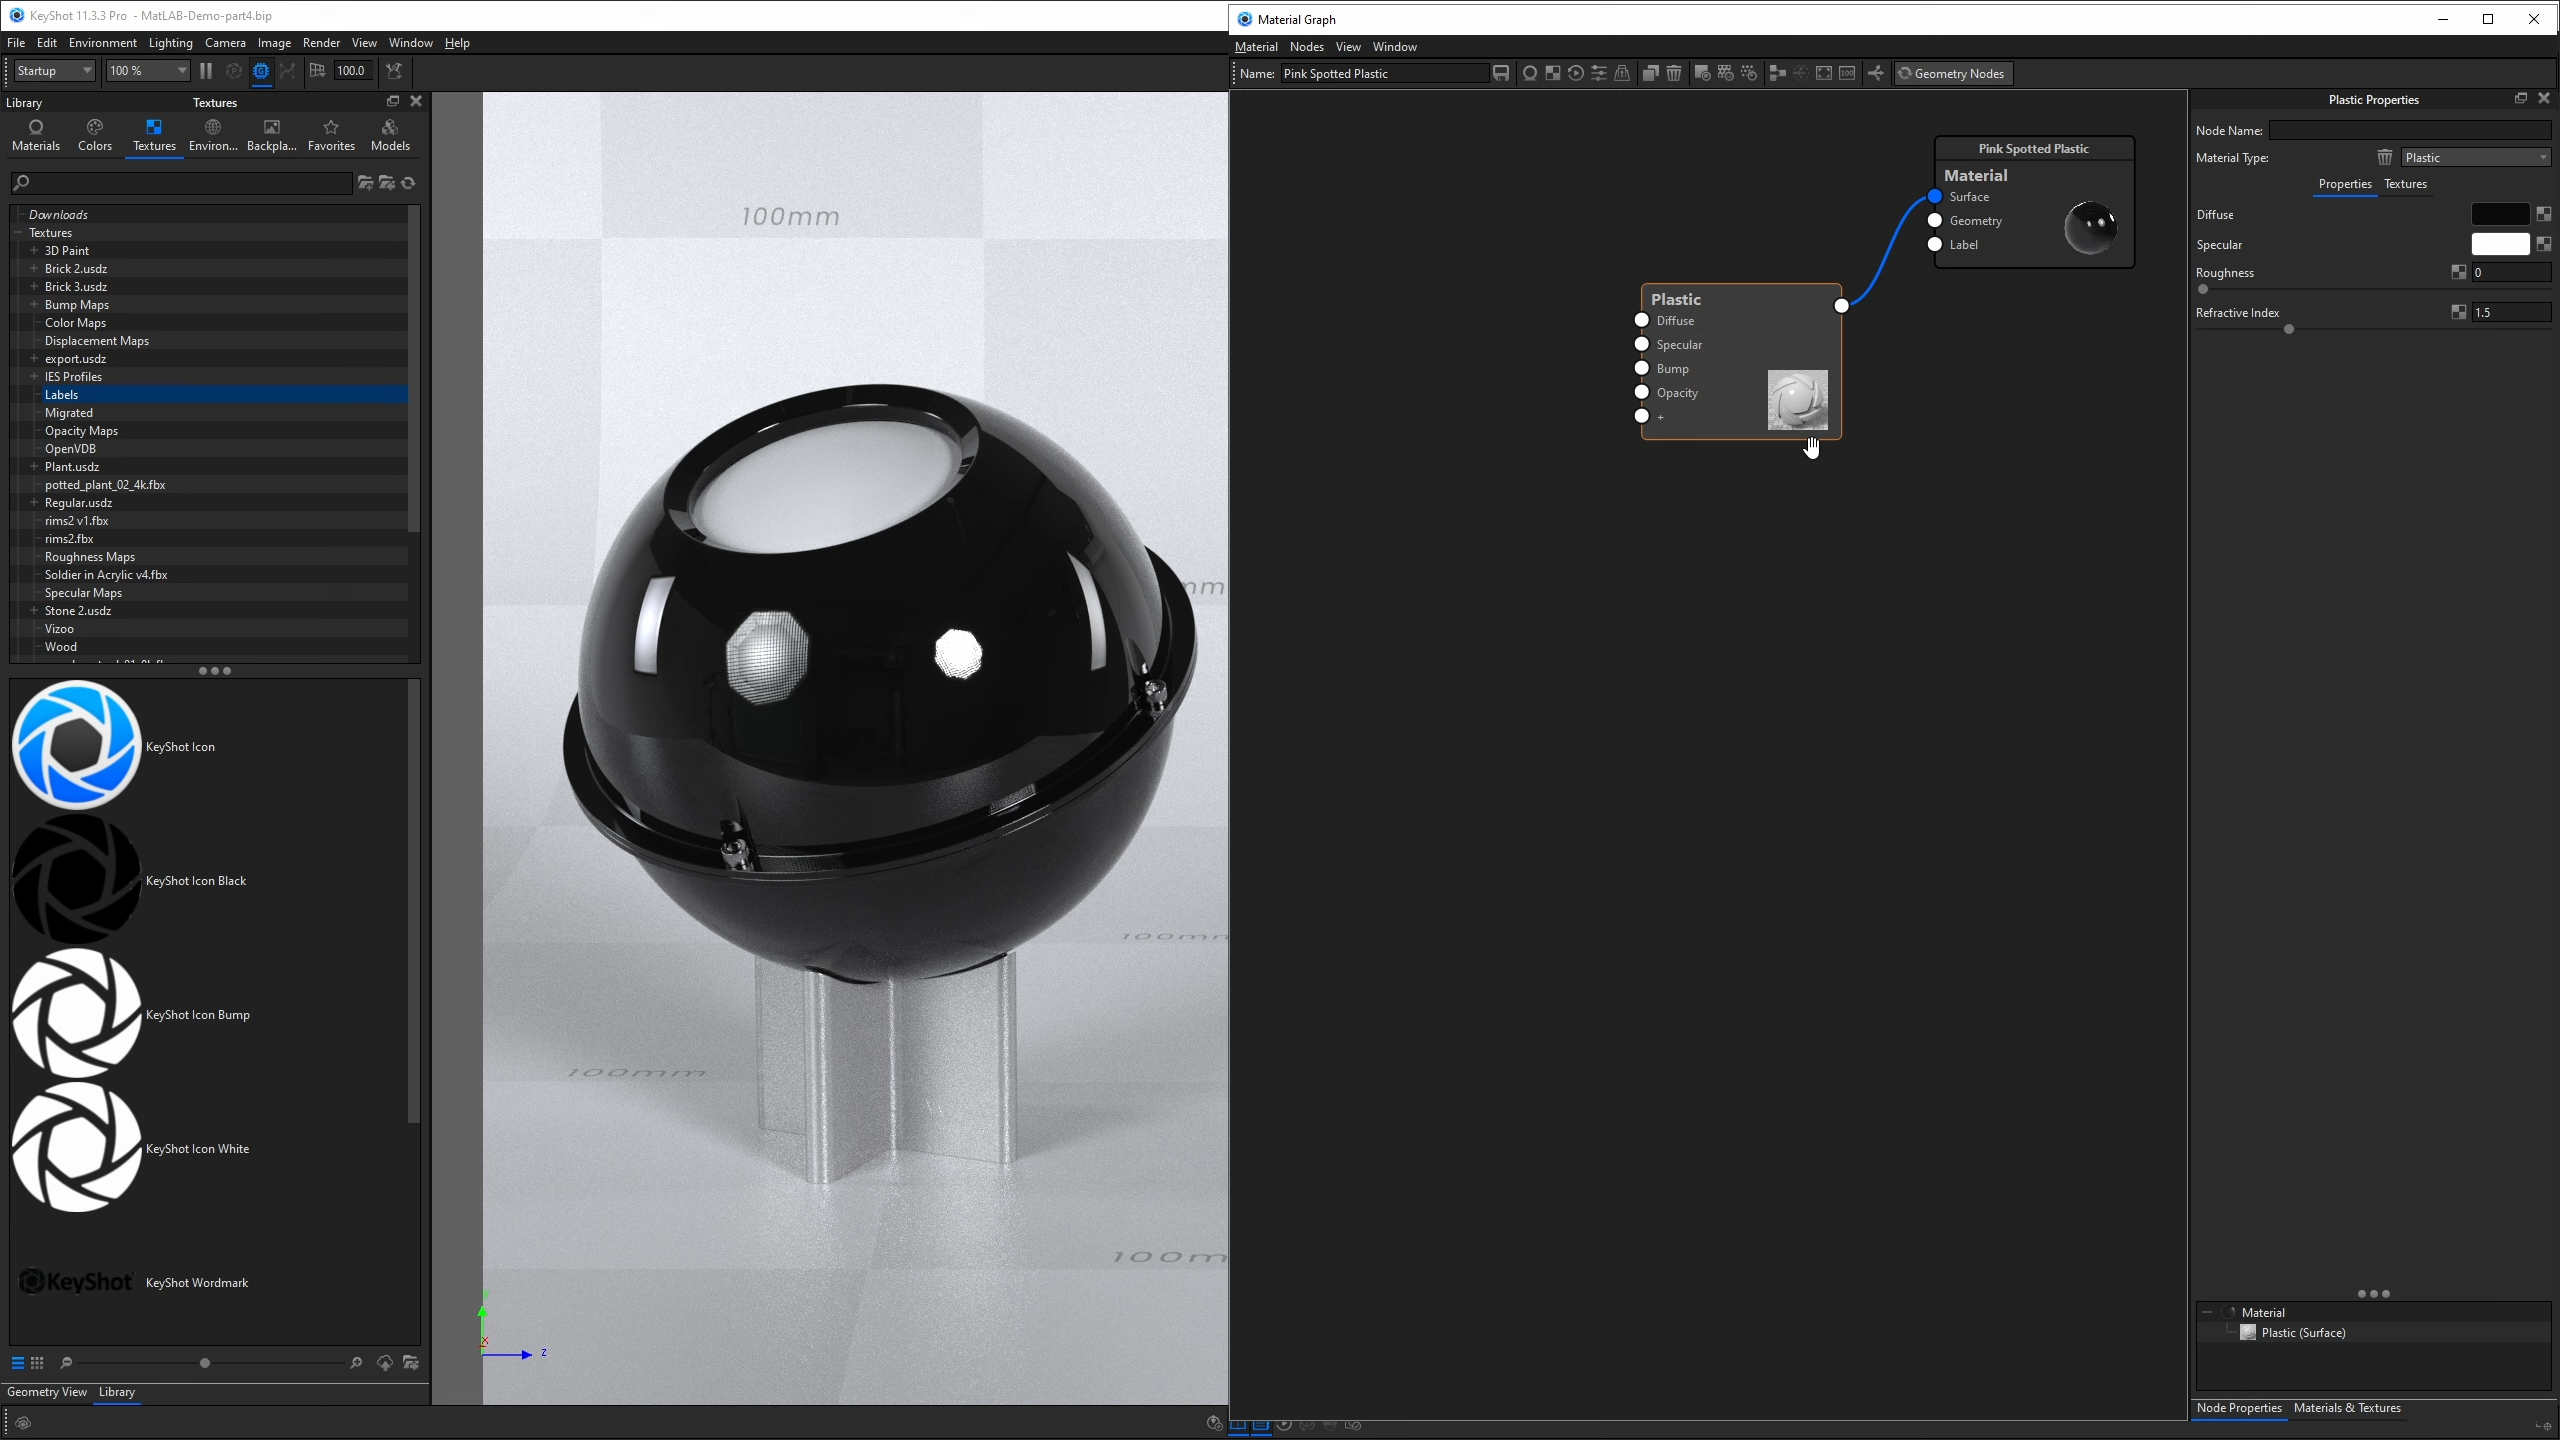 KeyShot 11.3.3 Pro - MatLAB-Demo-part4.bip
File Edit Environment Lighting Camera Image Render View Window Help
Startup 100 % 100.0
Library Textures
Materials Colors Textures Environ... Backpla... Favorites Models
Downloads
Textures
3D Paint
Brick 2.usdz
Brick 3.usdz
Bump Maps
Color Maps
Displacement Maps
export.usdz
IES Profiles
Labels
Migrated
Opacity Maps
OpenVDB
Plant.usdz
potted_plant_02_4k.fbx
Regular.usdz
rims2 v1.fbx
rims2.fbx
Roughness Maps
Soldier in Acrylic v4.fbx
Specular Maps
Stone 2.usdz
Vizoo
Wood
KeyShot Icon
KeyShot Icon Black
KeyShot Icon Bump
KeyShot Icon White
KeyShot KeyShot Wordmark
Geometry View Library
100mm
mm
100mm
100mm
100m
Y
X
Z
Material Graph
Material Nodes View Window
Name: Pink Spotted Plastic 100 Geometry Nodes
Pink Spotted Plastic
Material
Surface
Geometry
Label
Plastic
Diffuse
Specular
Bump
Opacity
+
Plastic Properties
Node Name:
Material Type: Plastic
Properties Textures
Diffuse
Specular
Roughness 0
Refractive Index 1.5
Material
Plastic (Surface)
Node Properties Materials & Textures